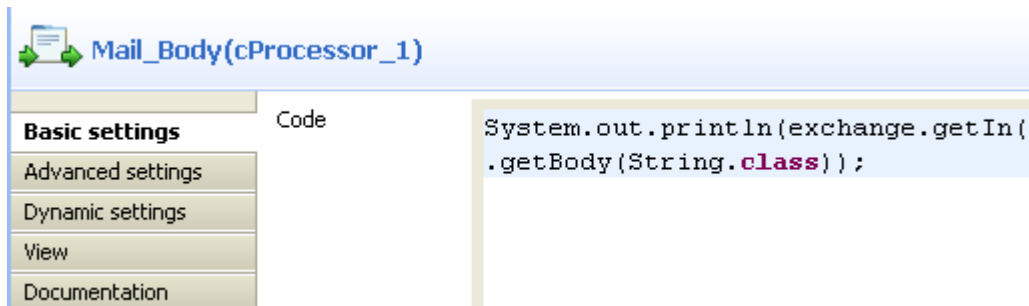 Mail_Body(cProcessor_1)
Basic settings
Code
System.out.println(exchange.getIn(
.getBody(String.class));
Advanced settings
Dynamic settings
View
Documentation